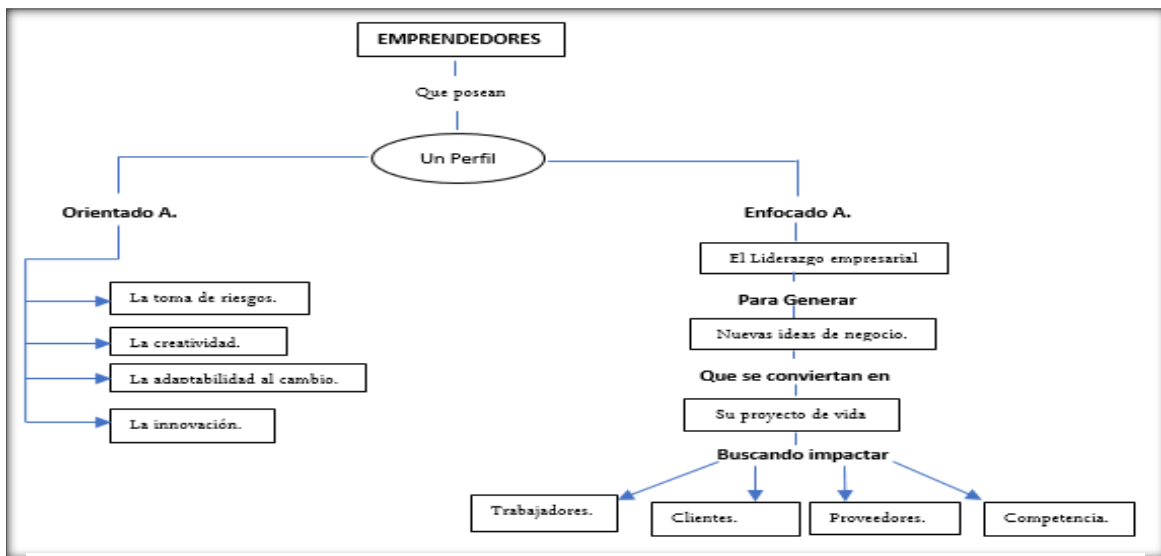 EMPRENDEDORES
Que posean
Un Perfil
Orientado A.
La toma de riesgos.
La creatividad.
La adaptabilidad al cambio.
La innovación.
Enfocado A.
El Liderazgo empresarial
Para Generar
Nuevas ideas de negocio.
Que se conviertan en
Su proyecto de vida
Buscando impactar
Trabajadores.
Clientes.
Proveedores.
Competencia.